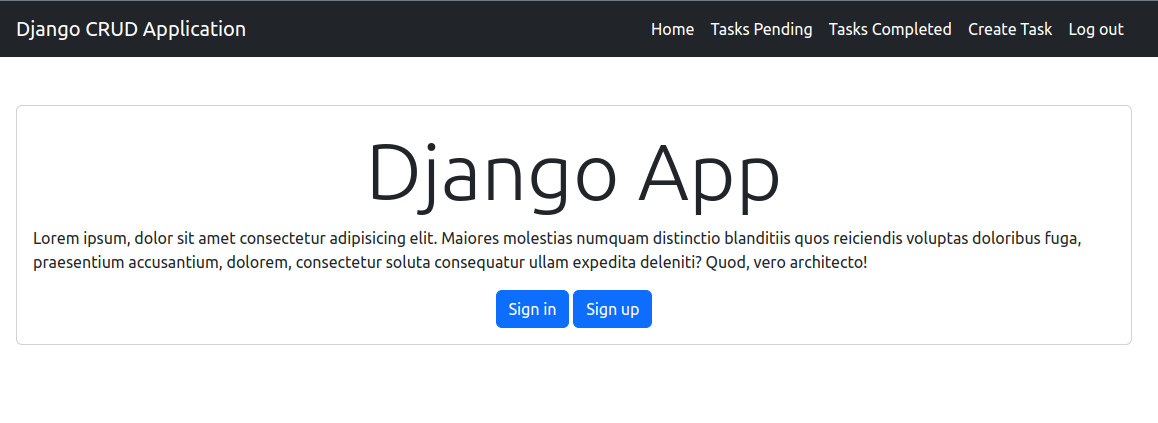 Django CRUD Application Home Tasks Pending Tasks Completed Create Task Log out
Django App
Lorem ipsum, dolor sit amet consectetur adipisicing elit. Maiores molestias numquam distinctio blanditiis quos reiciendis voluptas doloribus fuga,
praesentium accusantium, dolorem, consectetur soluta consequatur ullam expedita deleniti? Quod, vero architecto!
Sign in Sign up